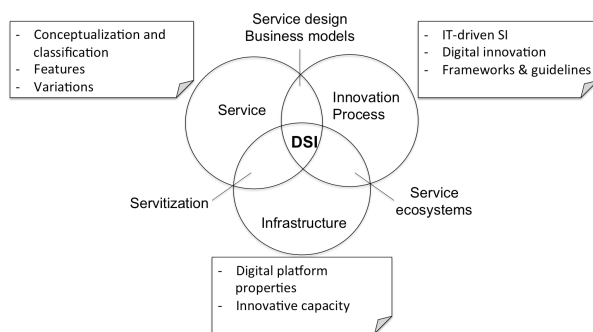 - Conceptualization and
classification
- Features
- Variations
Service design
Business models
- IT-driven SI
- Digital innovation
- Frameworks & guidelines
Service
Innovation
Process
DSI
Servitization
Service
ecosystems
Infrastructure
- Digital platform
properties
- Innovative capacity